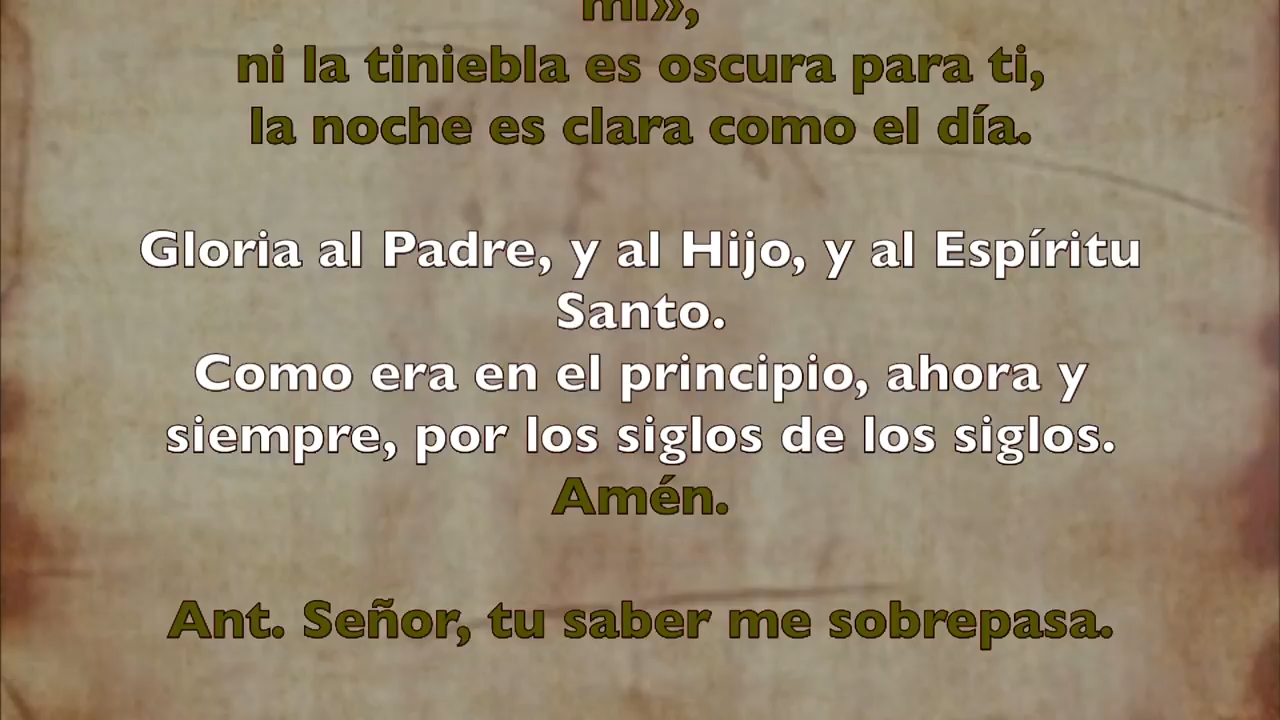 mí»,
ni la tiniebla es oscura para ti,
la noche es clara como el día.
Gloria al Padre, y al Hijo, y al Espíritu
Santo.
Como era en el principio, ahora y
siempre, por los siglos de los siglos.
Amén.
Ant. Señor, tu saber me sobrepasa.